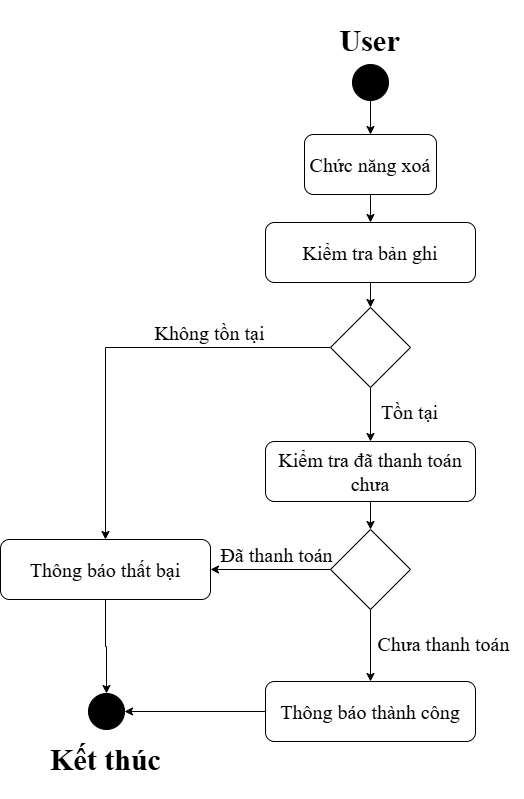 User
Chức năng xoá
Kiểm tra bản ghi
Không tồn tại
Tồn tại
Kiểm tra đã thanh toán
chưa
Đã thanh toán
Thông báo thất bại
Chưa thanh toán
Thông báo thành công
Kết thúc